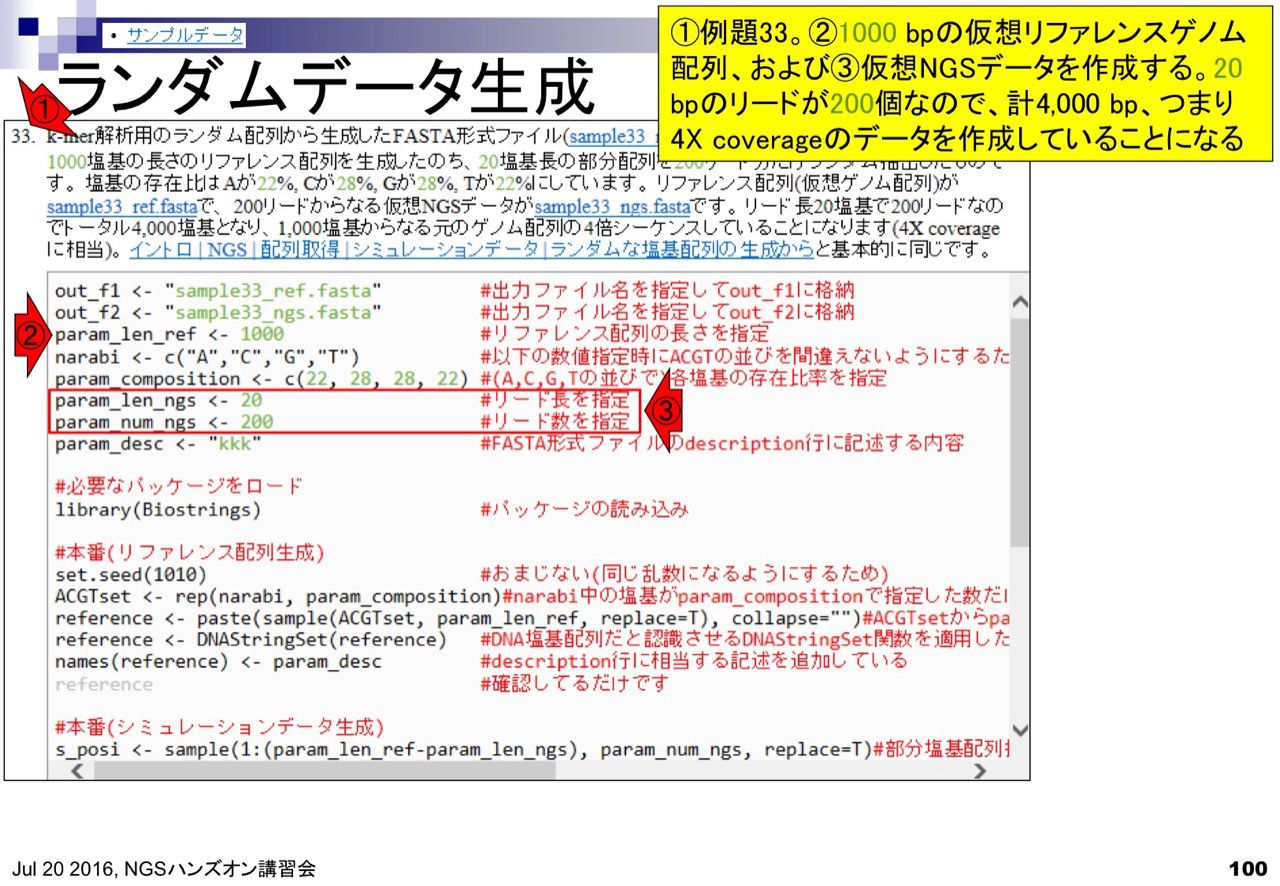 • サンプルデータ
ランダムデータ生成
①例題33。②1000 bpの仮想リファレンスゲノム
配列、および③仮想NGSデータを作成する。20
bpのリードが200個なので、計4,000 bp、つまり
4X coverageのデータを作成していることになる
①
33. k-mer解析用のランダム配列から生成したFASTA形式ファイル(sample33_
1000塩基の長さのリファレンス配列を生成したのち、20塩基長の部分配列を
す。塩基の存在比はAが22%, Cが28%, Gが28%, Tが22%にしています。リファレンス配列(仮想ゲノム配列)が
sample33_ref.fastaで、200リードからなる仮想NGSデータがsample33_ngs.fastaです。リード長20塩基で200リードなの
でトータル4,000塩基となり、1,000塩基からなる元のゲノム配列の4倍シーケンスしていることになります(4X coverage
に相当)。イントロ | NGS | 配列取得 | シミュレーションデータ | ランダムな塩基配列の生成からと基本的に同じです。
out_f1 <- "sample33_ref.fasta" #出力ファイル名を指定してout_f1に格納
out_f2 <- "sample33_ngs.fasta" #出力ファイル名を指定してout_f2に格納
② param_len_ref <- 1000 #リファレンス配列の長さを指定
narabi <- c("A","C","G","T") #以下の数値指定時にACGTの並びを間違えないようにするた
param_composition <- c(22, 28, 28, 22) #(A,C,G,Tの並びで)各塩基の存在比率を指定
param_len_ngs <- 20 #リード長を指定
param_num_ngs <- 200 #リード数を指定 ③
param_desc <- "kkk" #FASTA形式ファイルのdescription行に記述する内容
#必要なパッケージをロード
library(Biostrings) #パッケージの読み込み
#本番(リファレンス配列生成)
set.seed(1010) #おまじない(同じ乱数になるようにするため)
ACGTset <- rep(narabi, param_composition)#narabi中の塩基がparam_compositionで指定した数だけ
reference <- paste(sample(ACGTset, param_len_ref, replace=T), collapse="")#ACGTsetからpa
reference <- DNAStringSet(reference) #DNA塩基配列だと認識させるDNAStringSet関数を適用した
names(reference) <- param_desc #description行に相当する記述を追加している
reference #確認してるだけです
#本番(シミュレーションデータ生成)
s_posi <- sample(1:(param_len_ref-param_len_ngs), param_num_ngs, replace=T)#部分塩基配列
Jul 20 2016, NGSハンズオン講習会
100